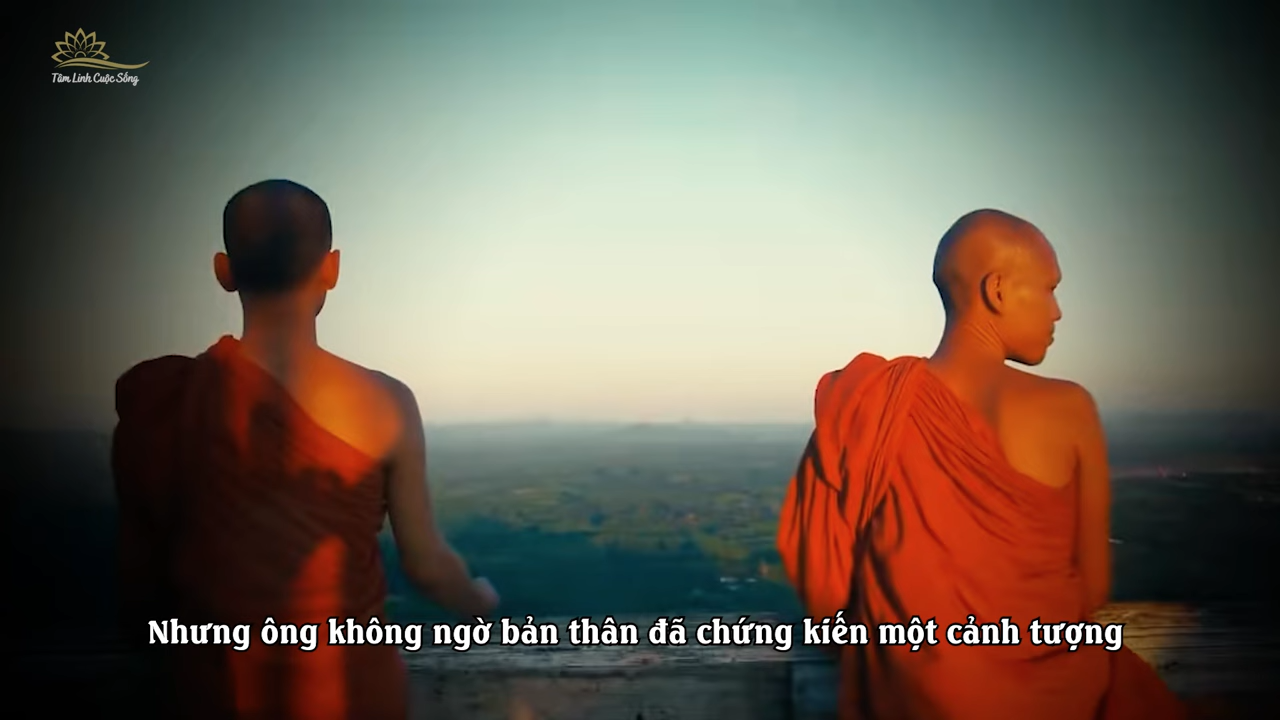 Tâm Linh Cuộc Sống
Nhưng ông không ngờ bản thân đã chứng kiến một cảnh tượng